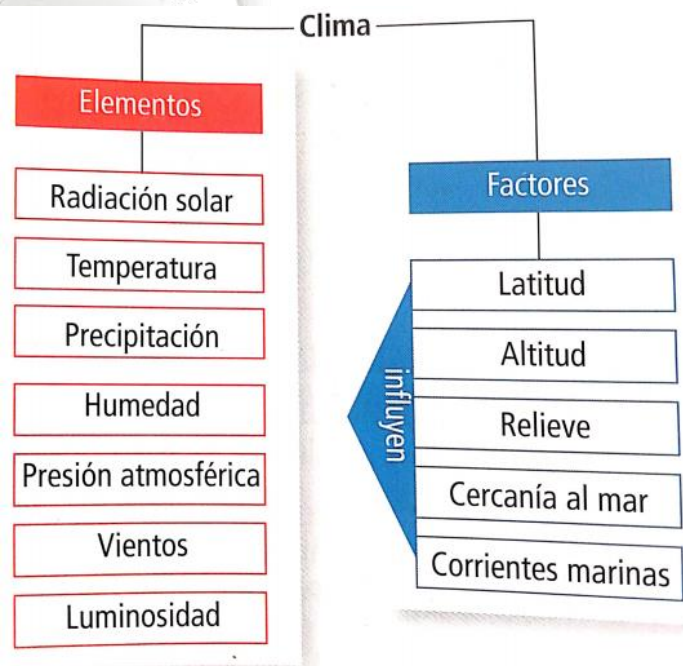 Clima
Elementos
Radiación solar
Temperatura
Precipitación
Humedad
Presión atmosférica
Vientos
Luminosidad
Factores
Latitud
Altitud
Relieve
Cercanía al mar
Corrientes marinas
influyen